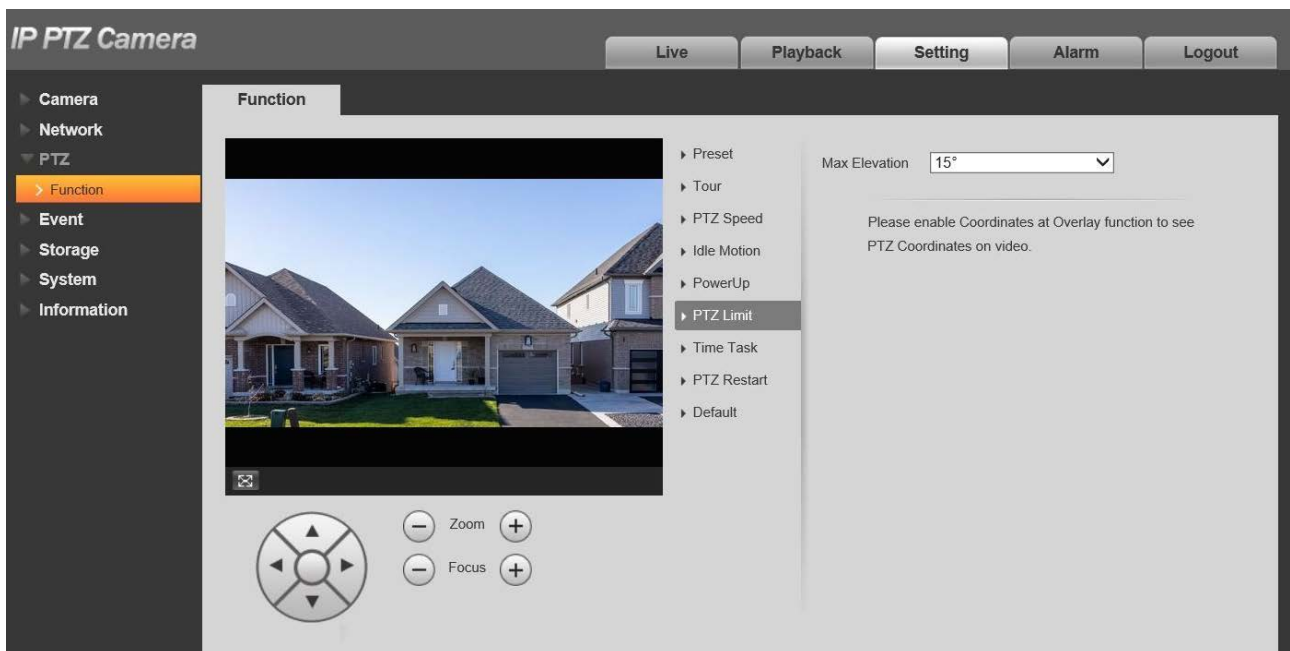 IP PTZ Camera
Live
Playback
Setting
Alarm
Logout
Camera
Network
PTZ
Function
Event
Storage
System
Information
Function
Preset
Tour
PTZ Speed
Idle Motion
PowerUp
PTZ Limit
Time Task
PTZ Restart
Default
Max Elevation 15°
Please enable Coordinates at Overlay function to see
PTZ Coordinates on video.
Zoom
Focus